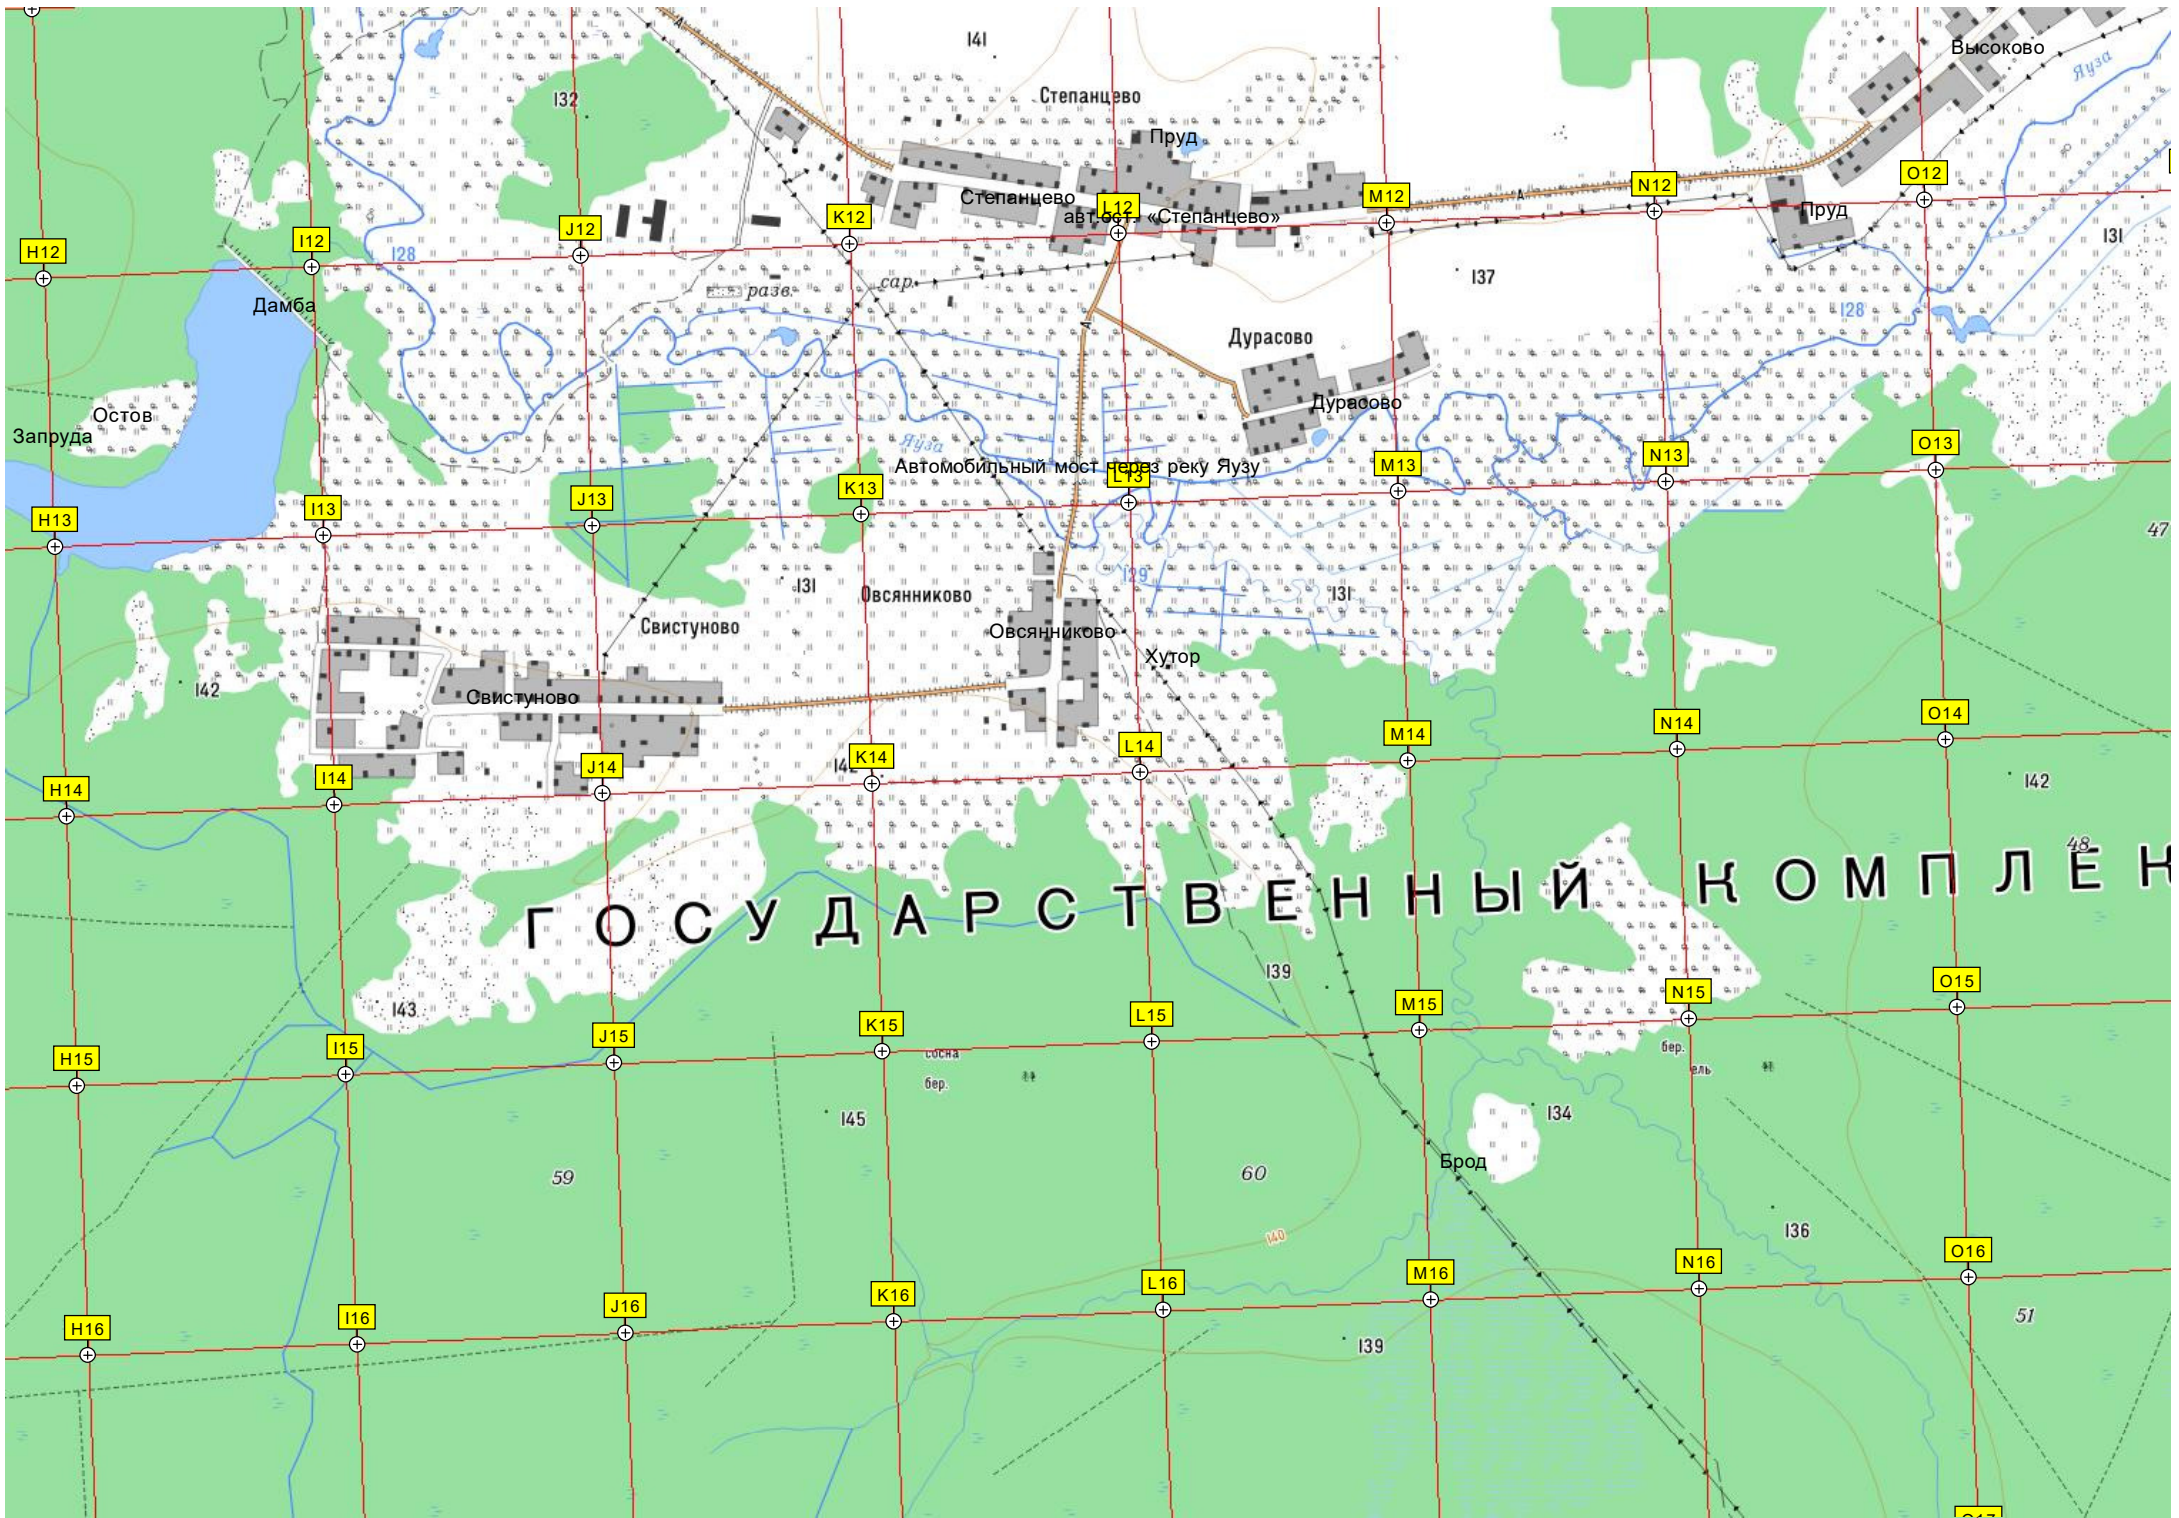 141
Высоково
Яуза
132
Степанцево
Пруд
O12
N12
M12
Степанцево
L12
K12
авт. ост. «Степанцево»
Пруд
J12
I12
H12
128
131
137
сар.
разв.
Дамба
128
Дурасово
Дурасово
Остов
Запруда
Яуза
O13
N13
M13
Автомобильный мост через реку Яузу
L13
K13
J13
I13
H13
47
129
131
131
Овсянниково
Свистуново
Овсянниково
Хутор
142
Свистуново
O14
N14
M14
L14
K14
J14
I14
H14
142
48
ГОСУДАРСТВЕННЫЙ КОМПЛЕК
139
143
O15
N15
M15
L15
K15
J15
I15
H15
сосна
бер.
бер.
ель
145
134
Брод
59
60
136
140
O16
N16
M16
L16
K16
J16
I16
H16
51
139